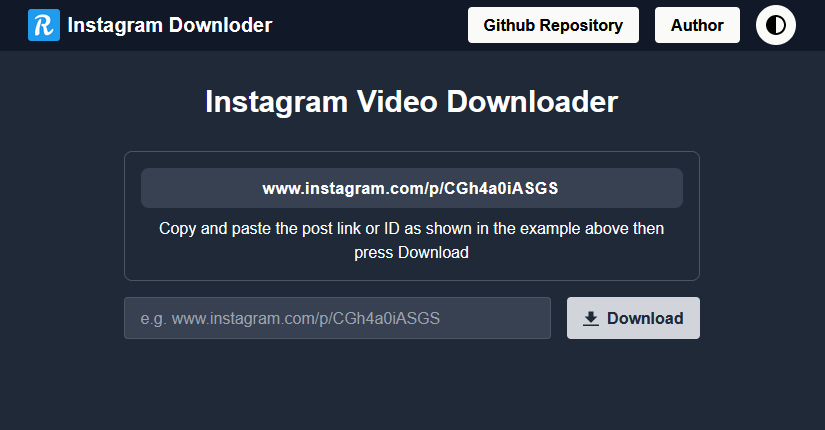 R Instagram Downloder
Github Repository
Author
Instagram Video Downloader
www.instagram.com/p/CGh4a0iASGS
Copy and paste the post link or ID as shown in the example above then
press Download
e.g. www.instagram.com/p/CGh4a0iASGS
Download